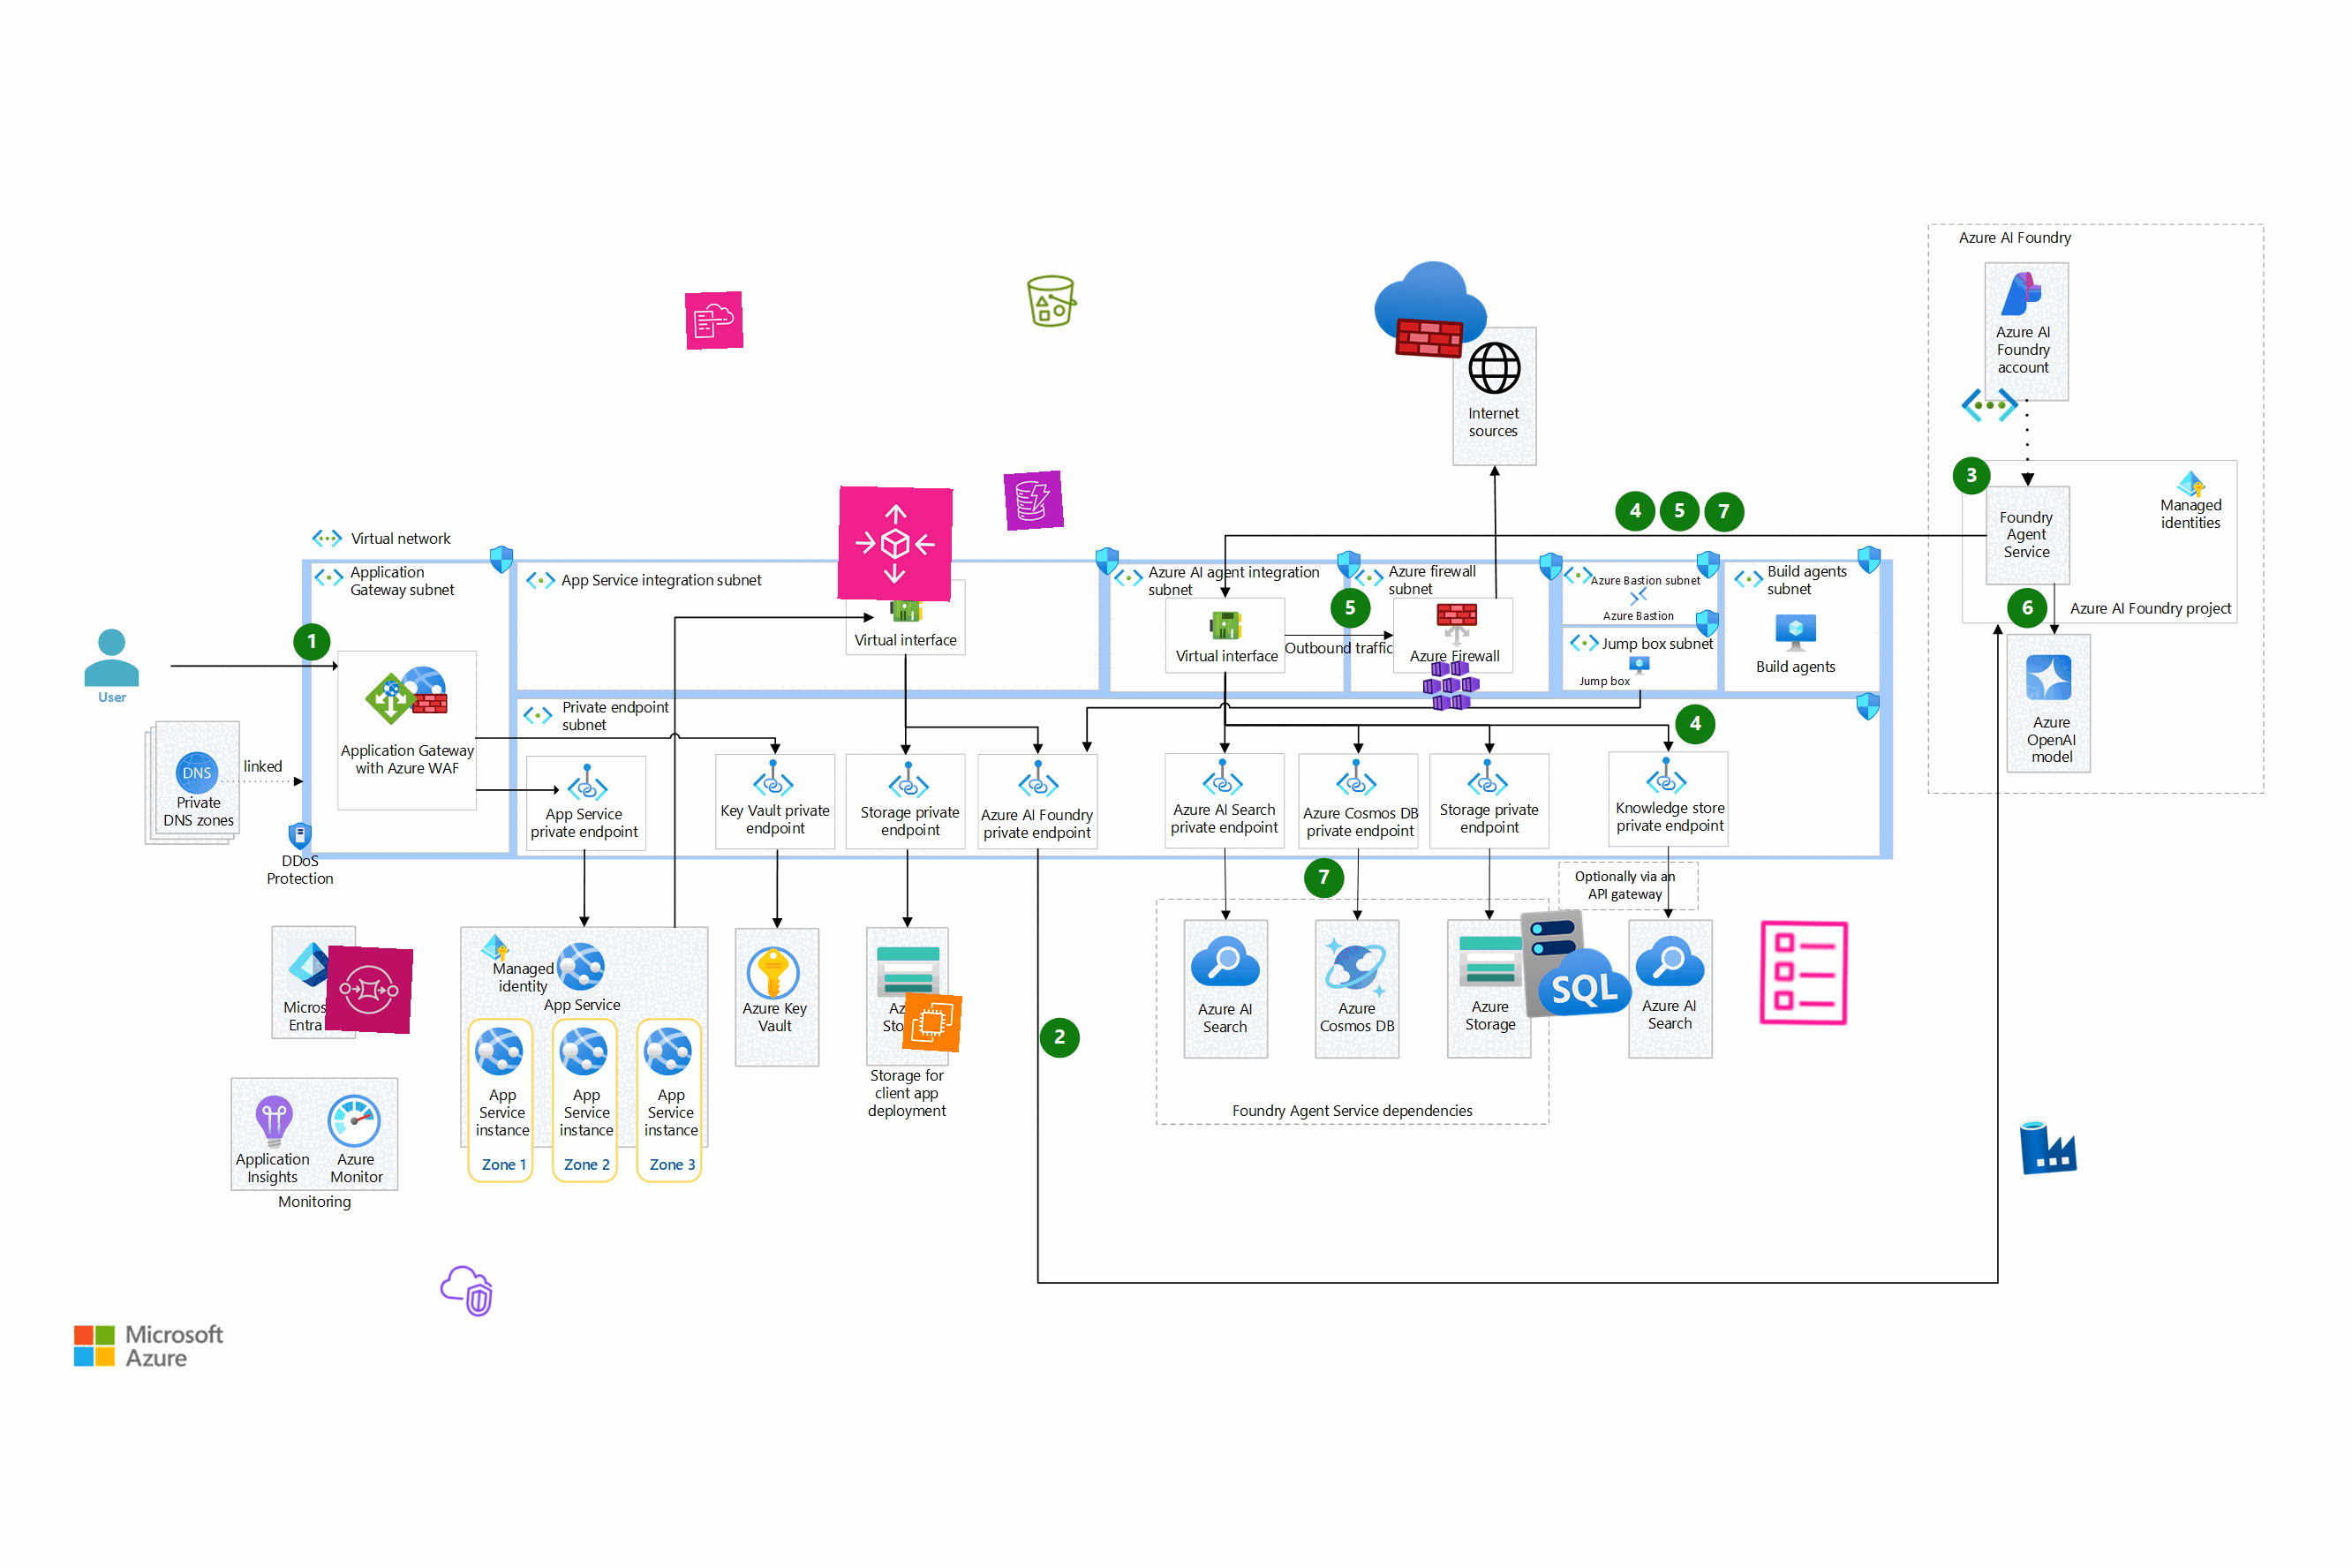 Azure AI Foundry
Azure AI
Foundry
account
Internet
sources
3
Managed
identities
4
5
7
Foundry
Agent
Service
6
Azure AI Foundry project
Azure
OpenAI
model
Virtual network
Application
Gateway subnet
App Service integration subnet
Virtual interface
Azure AI agent integration
subnet
Virtual interface
5
Outbound traffic
Azure firewall
subnet
Azure Firewall
Azure Bastion subnet
Azure Bastion
Jump box subnet
Jump box
Build agents
subnet
Build agents
1
User
Application Gateway
with Azure WAF
DNS
Private
DNS zones
linked
DDoS
Protection
Private endpoint
subnet
App Service
private endpoint
Key Vault private
endpoint
Storage private
endpoint
Azure AI Foundry
private endpoint
Azure AI Search
private endpoint
Azure Cosmos DB
private endpoint
Storage private
endpoint
4
Knowledge store
private endpoint
7
Optionally via an
API gateway
Entra
Managed
identity
App Service
App
Service
instance
Zone 1
App
Service
instance
Zone 2
App
Service
instance
Zone 3
Azure Key
Vault
Storage for
client app
deployment
2
Azure AI
Search
Azure
Cosmos DB
Azure
Storage
SQL
Azure AI
Search
Foundry Agent Service dependencies
Application
Insights
Azure
Monitor
Monitoring
Microsoft
Azure